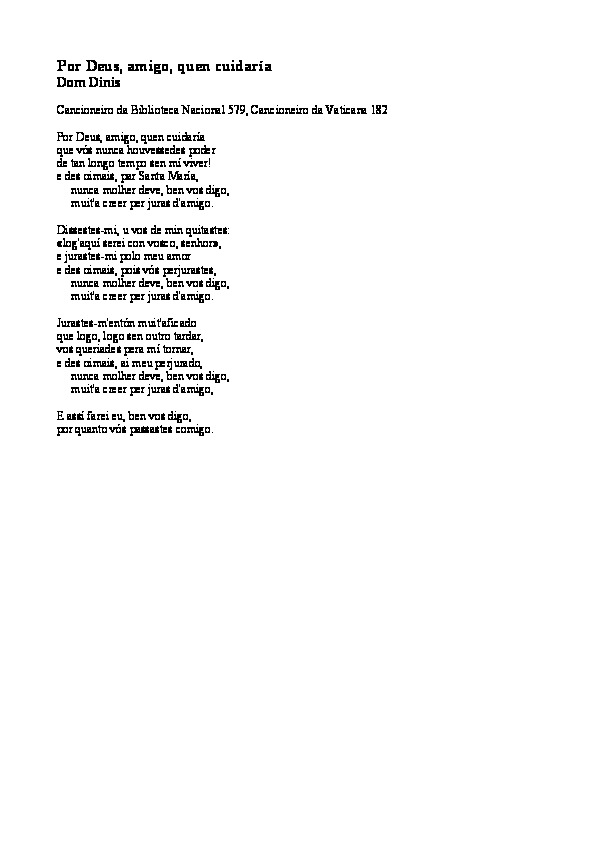 Por Deus, amigo, quen cuidaría
Dom Dinis
Cancioneiro da Biblioteca Nacional 579, Cancioneiro da Vaticana 182
Por Deus, amigo, quen cuidaría
que vós nunca houvessedes poder
de tan longo tempo sen mí viver!
e des oimais, par Santa María,
nunca molher deve, ben vos digo,
muit'a creer per juras d'amigo.
Dissestes-mi, u vos de min quitastes:
«log'aquí serei con vosco, senhor»,
e jurastes-mi polo meu amor
e des oimais, pois vós perjurastes,
nunca molher deve, ben vos digo,
muit'a creer per juras d'amigo.
Jurastes-m'entón muit'aficado
que logo, logo sen outro tardar,
vos queriades pera mí tornar,
e des oimais, ai meu perjurado,
nunca molher deve, ben vos digo,
muit'a creer per juras d'amigo,
E assí farei eu, ben vos digo,
por quanto vós passastes comigo.